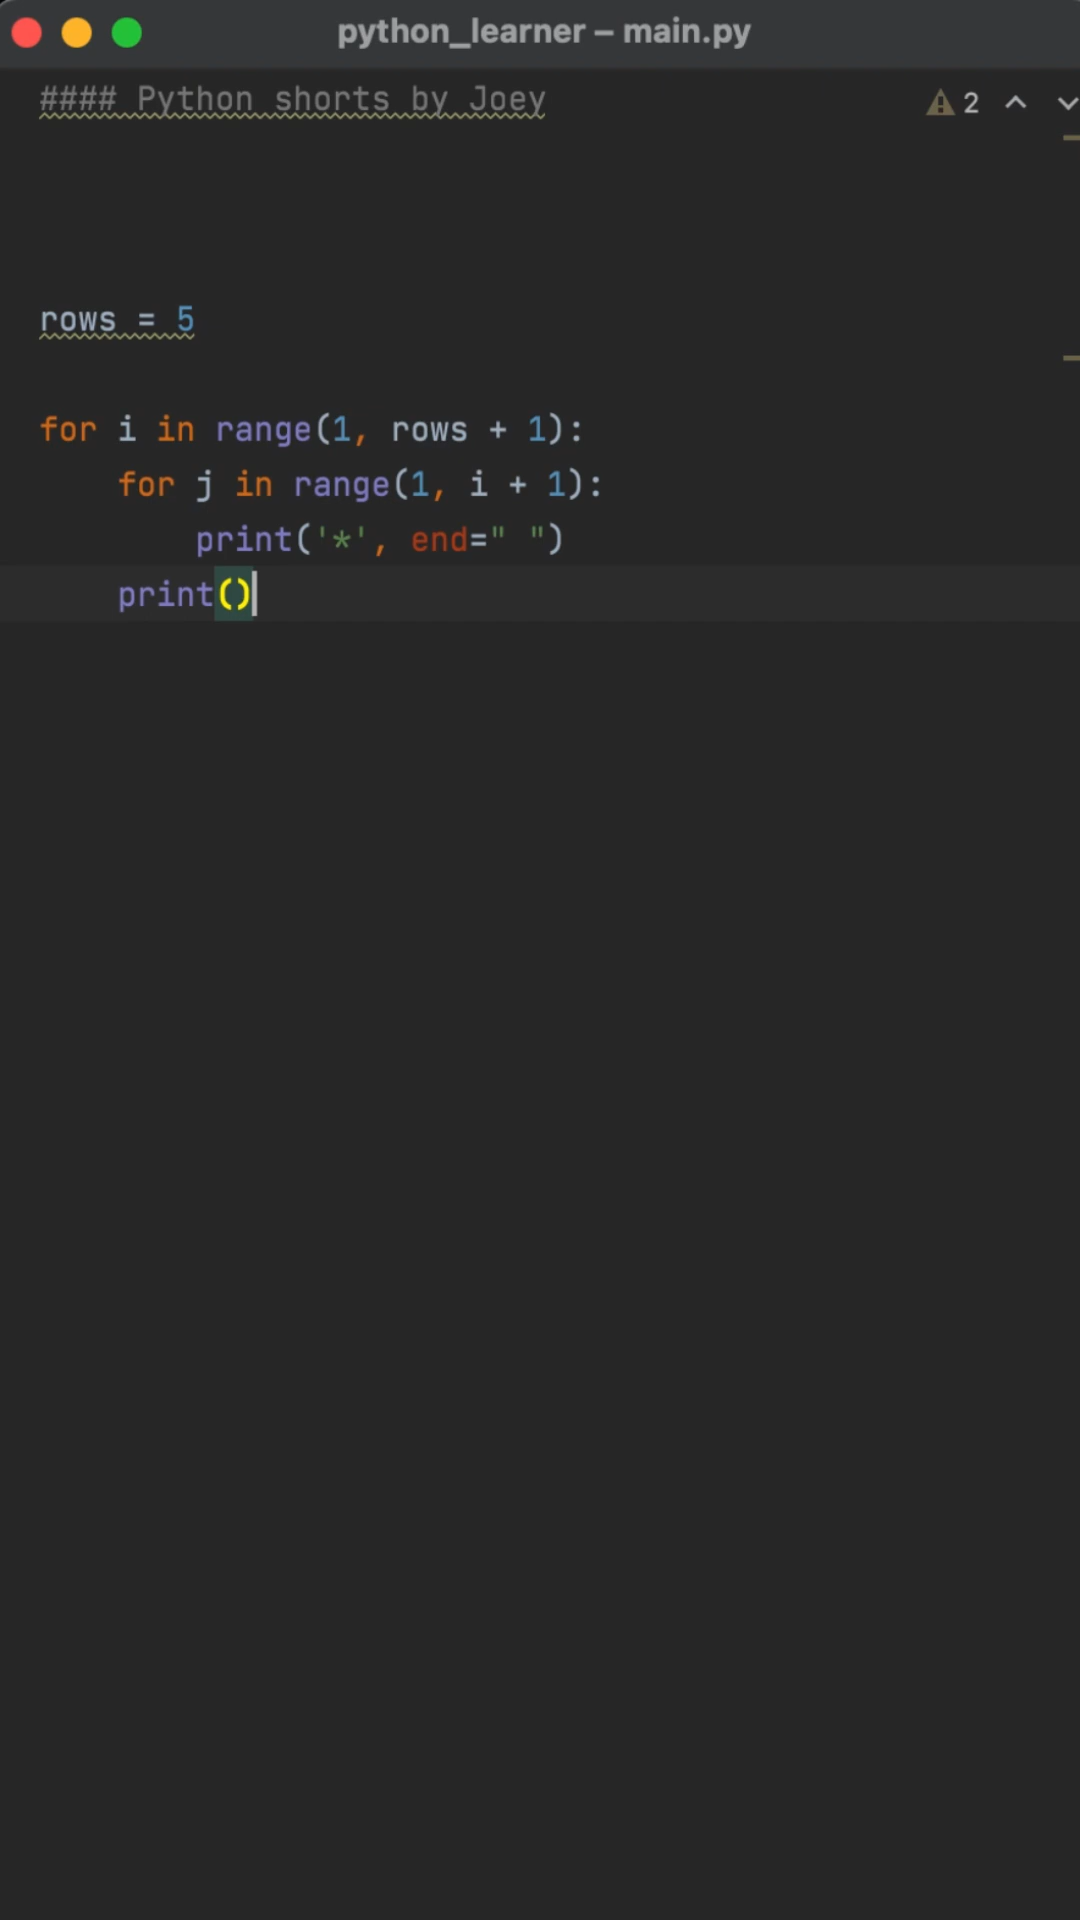 python_learner – main.py
#### Python shorts by Joey
2
rows = 5
for i in range(1, rows + 1):
    for j in range(1, i + 1):
        print('*', end=" ")
    print()